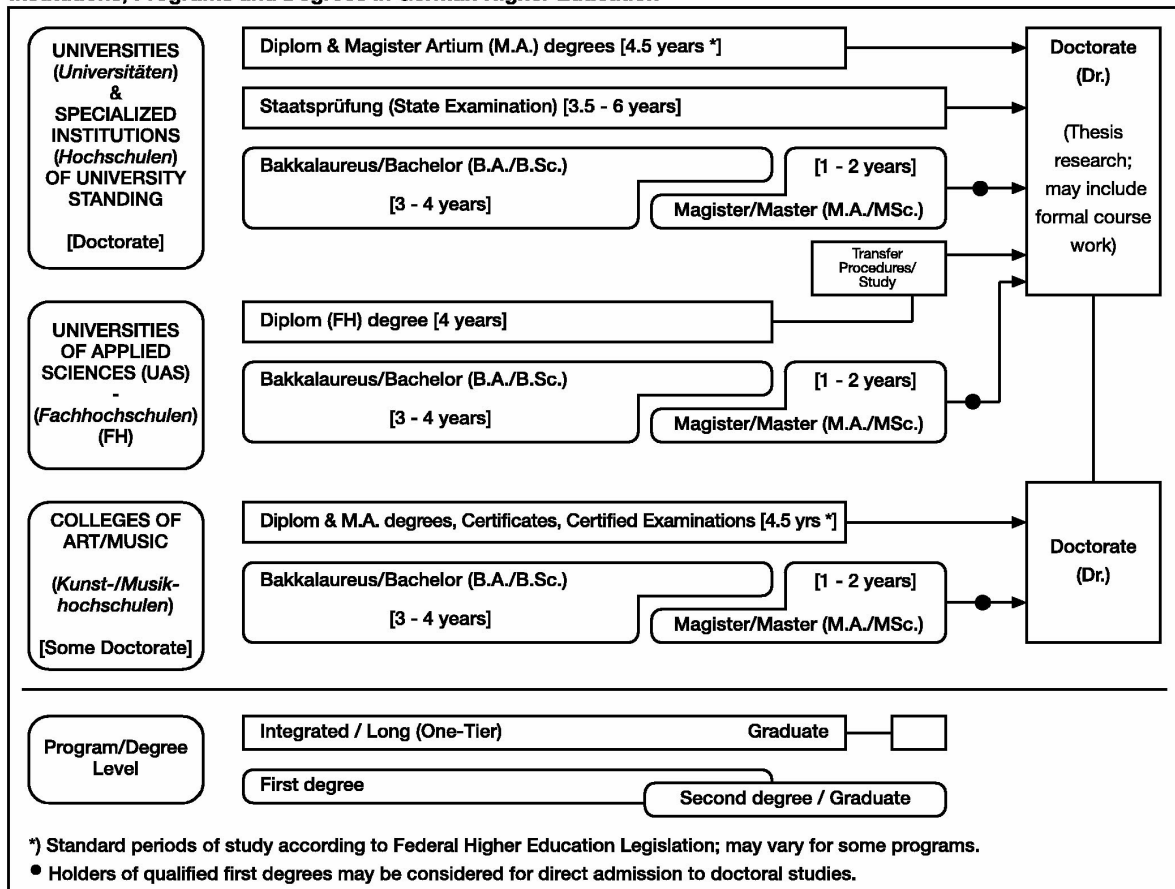 UNIVERSITIES
(Universitäten)
&
SPECIALIZED
INSTITUTIONS
(Hochschulen)
OF UNIVERSITY
STANDING
[Doctorate]
Diplom & Magister Artium (M.A.) degrees [4.5 years *]
Staatsprüfung (State Examination) [3.5 - 6 years]
Bakkalaureus/Bachelor (B.A./B.Sc.)
[3 - 4 years]
[1 - 2 years]
Magister/Master (M.A./MSc.)
Transfer
Procedures/
Study
Doctorate
(Dr.)
(Thesis
research;
may include
formal course
work)
UNIVERSITIES
OF APPLIED
SCIENCES (UAS)
-
(Fachhochschulen)
(FH)
Diplom (FH) degree [4 years]
Bakkalaureus/Bachelor (B.A./B.Sc.)
[3 - 4 years]
[1 - 2 years]
Magister/Master (M.A./MSc.)
COLLEGES OF
ART/MUSIC
(Kunst-/Musik-
hochschulen)
[Some Doctorate]
Diplom & M.A. degrees, Certificates, Certified Examinations [4.5 yrs *]
Bakkalaureus/Bachelor (B.A./B.Sc.)
[3 - 4 years]
[1 - 2 years]
Magister/Master (M.A./MSc.)
Doctorate
(Dr.)
Program/Degree
Level
Integrated / Long (One-Tier) Graduate
First degree
Second degree / Graduate
*) Standard periods of study according to Federal Higher Education Legislation; may vary for some programs.
● Holders of qualified first degrees may be considered for direct admission to doctoral studies.